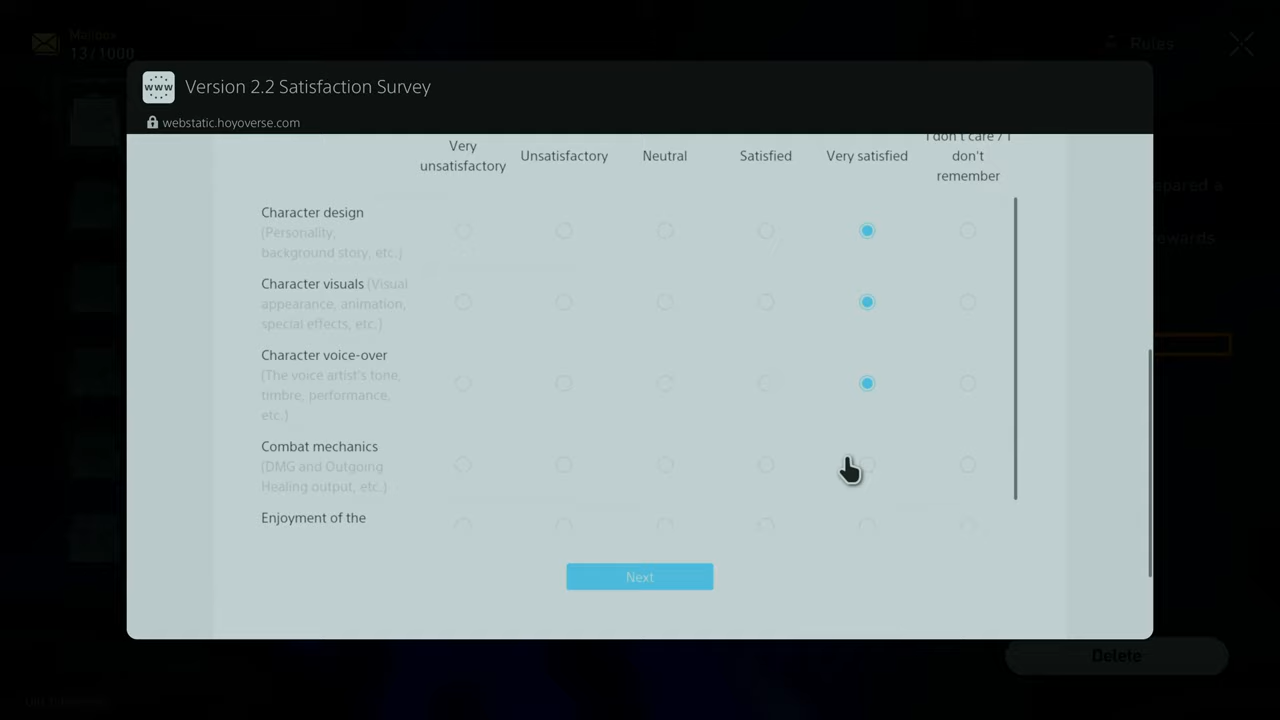 Mailbox
13/1000
Rules
Version 2.2 Satisfaction Survey
www
webstatic.hoyoverse.com
Very unsatisfactory
Unsatisfactory
Neutral
Satisfied
Very satisfied
I don't care / I don't remember
Character design
(Personality,
background story, etc.)
Character visuals (Visual
appearance, animation,
special effects, etc.)
Character voice-over
(The voice artist's tone,
timbre, performance,
etc.)
Combat mechanics
(DMG and Outgoing
Healing output, etc.)
Enjoyment of the
Next
Delete